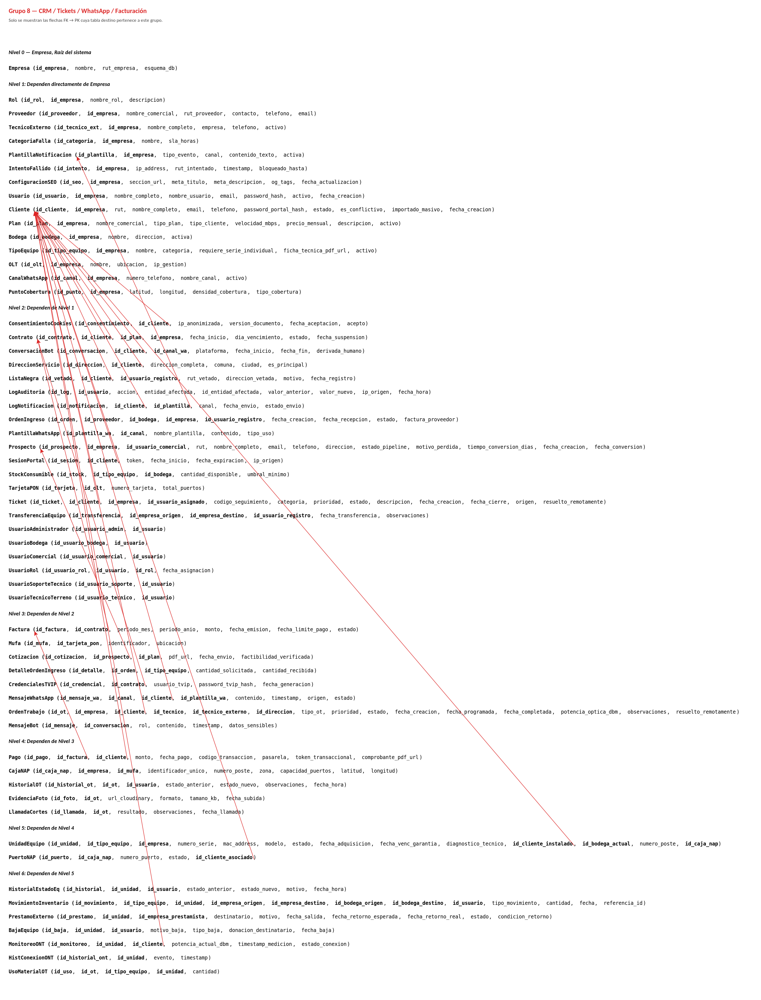 Grupo 8 — CRM / Tickets / WhatsApp / Facturación
Solo se muestran las flechas FK → PK cuya tabla destino pertenece a este grupo.
Nivel 0 — Empresa, Raíz del sistema
Empresa (id_empresa, nombre, rut_empresa, esquema_db)
Nivel 1: Dependen directamente de Empresa
Rol (id_rol, id_empresa, nombre_rol, descripcion)
Proveedor (id_proveedor, id_empresa, nombre_comercial, rut_proveedor, contacto, telefono, email)
TecnicoExterno (id_tecnico_ext, id_empresa, nombre_completo, empresa, telefono, activo)
CategoriaFalla (id_categoria, id_empresa, nombre, sla_horas)
PlantillaNotificacion (id_plantilla, id_empresa, tipo_evento, canal, contenido_texto, activa)
IntentoFallido (id_intento, id_empresa, ip_address, rut_intentado, timestamp, bloqueado_hasta)
ConfiguracionSEO (id_seo, id_empresa, seccion_url, meta_titulo, meta_descripcion, og_tags, fecha_actualizacion)
Usuario (id_usuario, id_empresa, nombre_completo, nombre_usuario, email, password_hash, activo, fecha_creacion)
Cliente (id_cliente, id_empresa, rut, nombre_completo, email, telefono, password_portal_hash, estado, es_conflictivo, importado_masivo, fecha_creacion)
Plan (id_plan, id_empresa, nombre_comercial, tipo_plan, tipo_cliente, velocidad_mbps, precio_mensual, descripcion, activo)
Bodega (id_bodega, id_empresa, nombre, direccion, activa)
TipoEquipo (id_tipo_equipo, id_empresa, nombre, categoria, requiere_serie_individual, ficha_tecnica_pdf_url, activo)
OLT (id_olt, id_empresa, nombre, ubicacion, ip_gestion)
CanalWhatsApp (id_canal, id_empresa, numero_telefono, nombre_canal, activo)
PuntoCobertura (id_punto, id_empresa, latitud, longitud, densidad_cobertura, tipo_cobertura)
Nivel 2: Dependen de Nivel 1
ConsentimientoCookies (id_consentimiento, id_cliente, ip_anonimizada, version_documento, fecha_aceptacion, acepto)
Contrato (id_contrato, id_cliente, id_plan, id_empresa, fecha_inicio, dia_vencimiento, estado, fecha_suspension)
ConversacionBot (id_conversacion, id_cliente, id_canal_wa, plataforma, fecha_inicio, fecha_fin, derivada_humano)
DireccionServicio (id_direccion, id_cliente, direccion_completa, comuna, ciudad, es_principal)
ListaNegra (id_vetado, id_cliente, id_usuario_registro, rut_vetado, direccion_vetada, motivo, fecha_registro)
LogAuditoria (id_log, id_usuario, accion, entidad_afectada, id_entidad_afectada, valor_anterior, valor_nuevo, ip_origen, fecha_hora)
LogNotificacion (id_notificacion, id_cliente, id_plantilla, canal, fecha_envio, estado_envio)
OrdenIngreso (id_orden, id_proveedor, id_bodega, id_empresa, id_usuario_registro, fecha_creacion, fecha_recepcion, estado, factura_proveedor)
PlantillaWhatsApp (id_plantilla_wa, id_canal, nombre_plantilla, contenido, tipo_uso)
Prospecto (id_prospecto, id_empresa, id_usuario_comercial, rut, nombre_completo, email, telefono, direccion, estado_pipeline, motivo_perdida, tiempo_conversion_dias, fecha_creacion, fecha_conversion)
SesionPortal (id_sesion, id_cliente, token, fecha_inicio, fecha_expiracion, ip_origen)
StockConsumible (id_stock, id_tipo_equipo, id_bodega, cantidad_disponible, umbral_minimo)
TarjetaPON (id_tarjeta, id_olt, numero_tarjeta, total_puertos)
Ticket (id_ticket, id_cliente, id_empresa, id_usuario_asignado, codigo_seguimiento, categoria, prioridad, estado, descripcion, fecha_creacion, fecha_cierre, origen, resuelto_remotamente)
TransferenciaEquipo (id_transferencia, id_empresa_origen, id_empresa_destino, id_usuario_registro, fecha_transferencia, observaciones)
UsuarioAdministrador (id_usuario_admin, id_usuario)
UsuarioBodega (id_usuario_bodega, id_usuario)
UsuarioComercial (id_usuario_comercial, id_usuario)
UsuarioRol (id_usuario_rol, id_usuario, id_rol, fecha_asignacion)
UsuarioSoporteTecnico (id_usuario_soporte, id_usuario)
UsuarioTecnicoTerreno (id_usuario_tecnico, id_usuario)
Nivel 3: Dependen de Nivel 2
Factura (id_factura, id_contrato, periodo_mes, periodo_anio, monto, fecha_emision, fecha_limite_pago, estado)
Mufa (id_mufa, id_tarjeta_pon, identificador, ubicacion)
Cotizacion (id_cotizacion, id_prospecto, id_plan, pdf_url, fecha_envio, factibilidad_verificada)
DetalleOrdenIngreso (id_detalle, id_orden, id_tipo_equipo, cantidad_solicitada, cantidad_recibida)
CredencialesTVIP (id_credencial, id_contrato, usuario_tvip, password_tvip_hash, fecha_generacion)
MensajeWhatsApp (id_mensaje_wa, id_canal, id_cliente, id_plantilla_wa, contenido, timestamp, origen, estado)
OrdenTrabajo (id_ot, id_empresa, id_cliente, id_tecnico, id_tecnico_externo, id_direccion, tipo_ot, prioridad, estado, fecha_creacion, fecha_programada, fecha_completada, potencia_optica_dbm, observaciones, resuelto_remotamente)
MensajeBot (id_mensaje, id_conversacion, rol, contenido, timestamp, datos_sensibles)
Nivel 4: Dependen de Nivel 3
Pago (id_pago, id_factura, id_cliente, monto, fecha_pago, codigo_transaccion, pasarela, token_transaccional, comprobante_pdf_url)
CajaNAP (id_caja_nap, id_empresa, id_mufa, identificador_unico, numero_poste, zona, capacidad_puertos, latitud, longitud)
HistorialOT (id_historial_ot, id_ot, id_usuario, estado_anterior, estado_nuevo, observaciones, fecha_hora)
EvidenciaFoto (id_foto, id_ot, url_cloudinary, formato, tamano_kb, fecha_subida)
LlamadaCortes (id_llamada, id_ot, resultado, observaciones, fecha_llamada)
Nivel 5: Dependen de Nivel 4
UnidadEquipo (id_unidad, id_tipo_equipo, id_empresa, numero_serie, mac_address, modelo, estado, fecha_adquisicion, fecha_venc_garantia, diagnostico_tecnico, id_cliente_instalado, id_bodega_actual, numero_poste, id_caja_nap)
PuertoNAP (id_puerto, id_caja_nap, numero_puerto, estado, id_cliente_asociado)
Nivel 6: Dependen de Nivel 5
HistorialEstadoEq (id_historial, id_unidad, id_usuario, estado_anterior, estado_nuevo, motivo, fecha_hora)
MovimientoInventario (id_movimiento, id_tipo_equipo, id_unidad, id_empresa_origen, id_empresa_destino, id_bodega_origen, id_bodega_destino, id_usuario, tipo_movimiento, cantidad, fecha, referencia_id)
PrestamoExterno (id_prestamo, id_unidad, id_empresa_prestamista, destinatario, motivo, fecha_salida, fecha_retorno_esperada, fecha_retorno_real, estado, condicion_retorno)
BajaEquipo (id_baja, id_unidad, id_usuario, motivo_baja, tipo_baja, donacion_destinatario, fecha_baja)
MonitoreoONT (id_monitoreo, id_unidad, id_cliente, potencia_actual_dbm, timestamp_medicion, estado_conexion)
HistConexionONT (id_historial_ont, id_unidad, evento, timestamp)
UsoMaterialOT (id_uso, id_ot, id_tipo_equipo, id_unidad, cantidad)